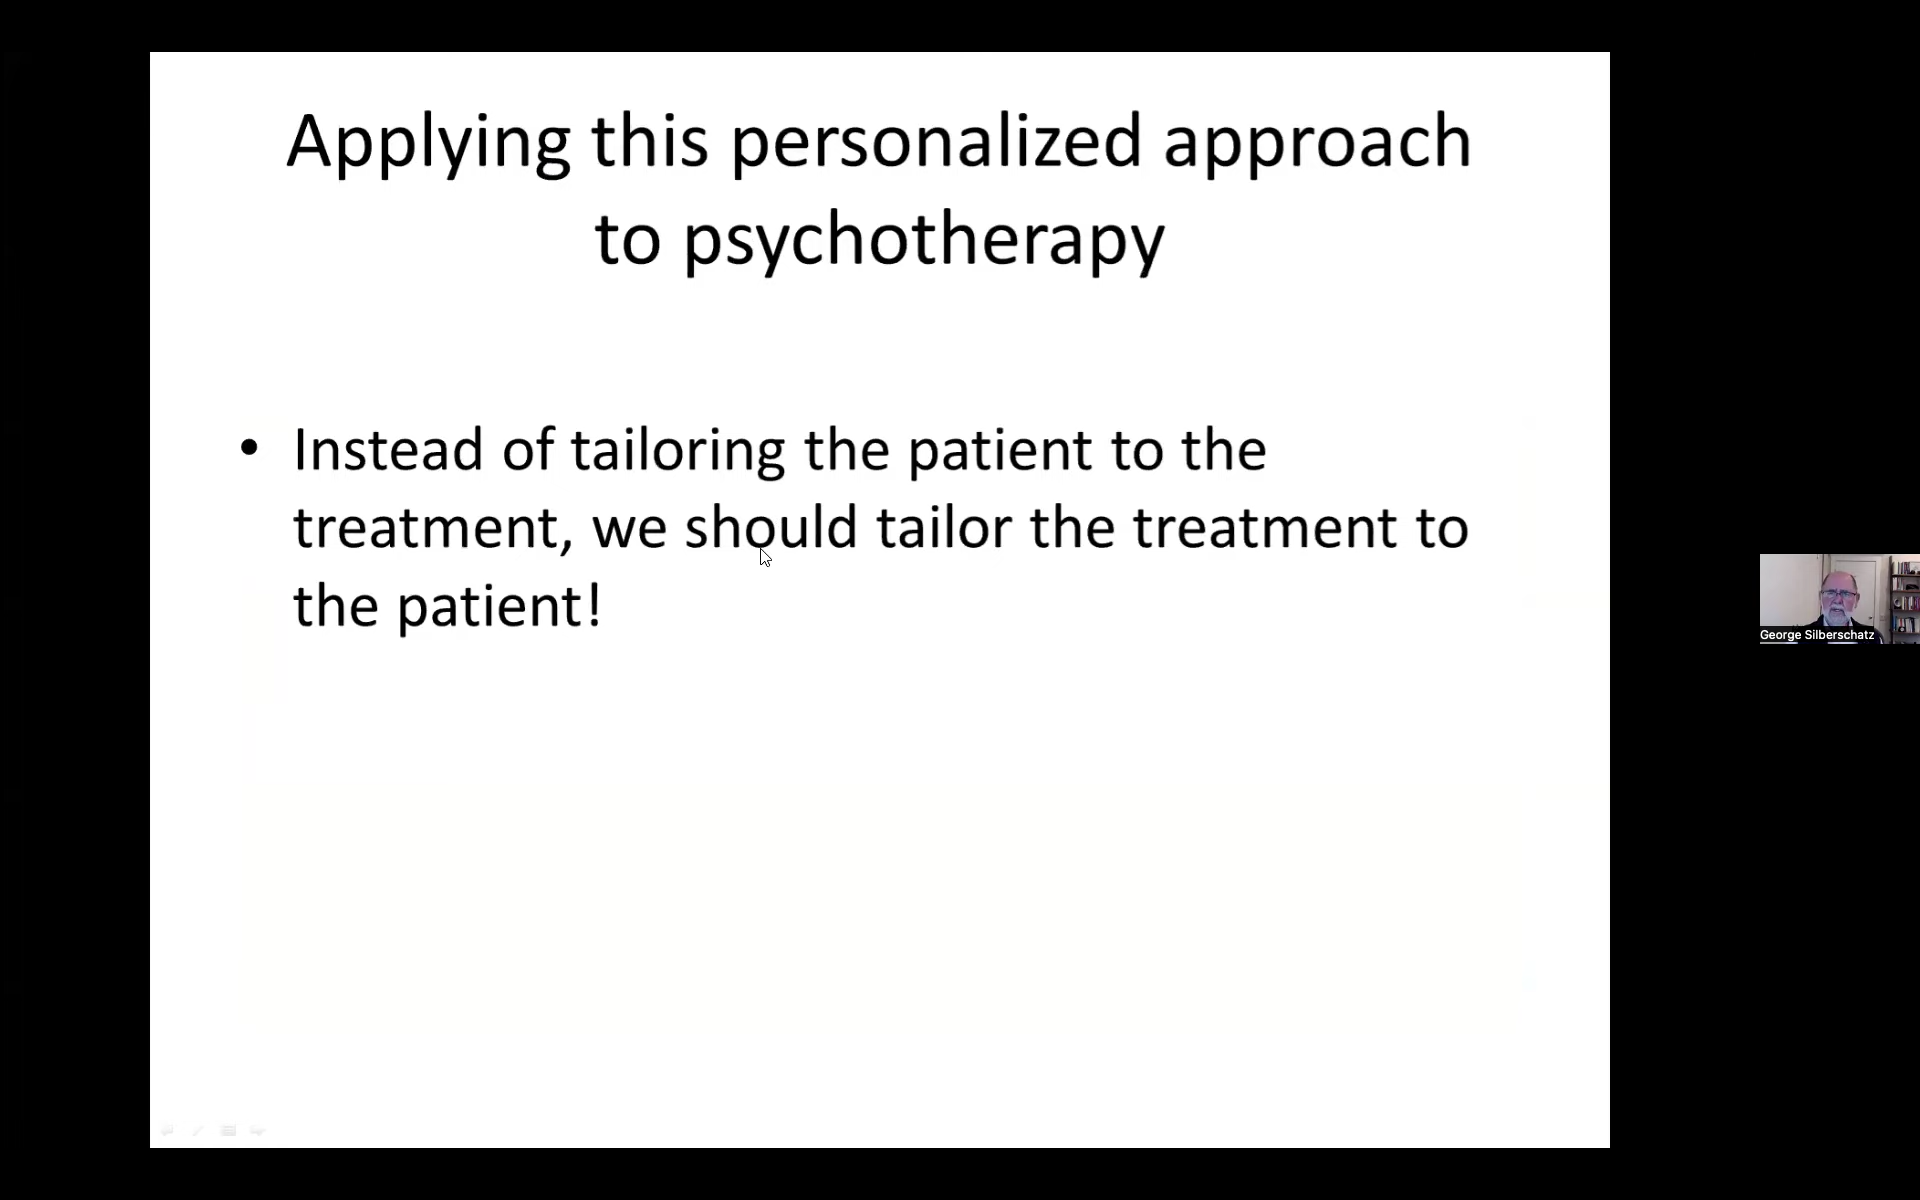 Applying this personalized approach
to psychotherapy
• Instead of tailoring the patient to the
treatment, we should tailor the treatment to
the patient!
George Silberschatz